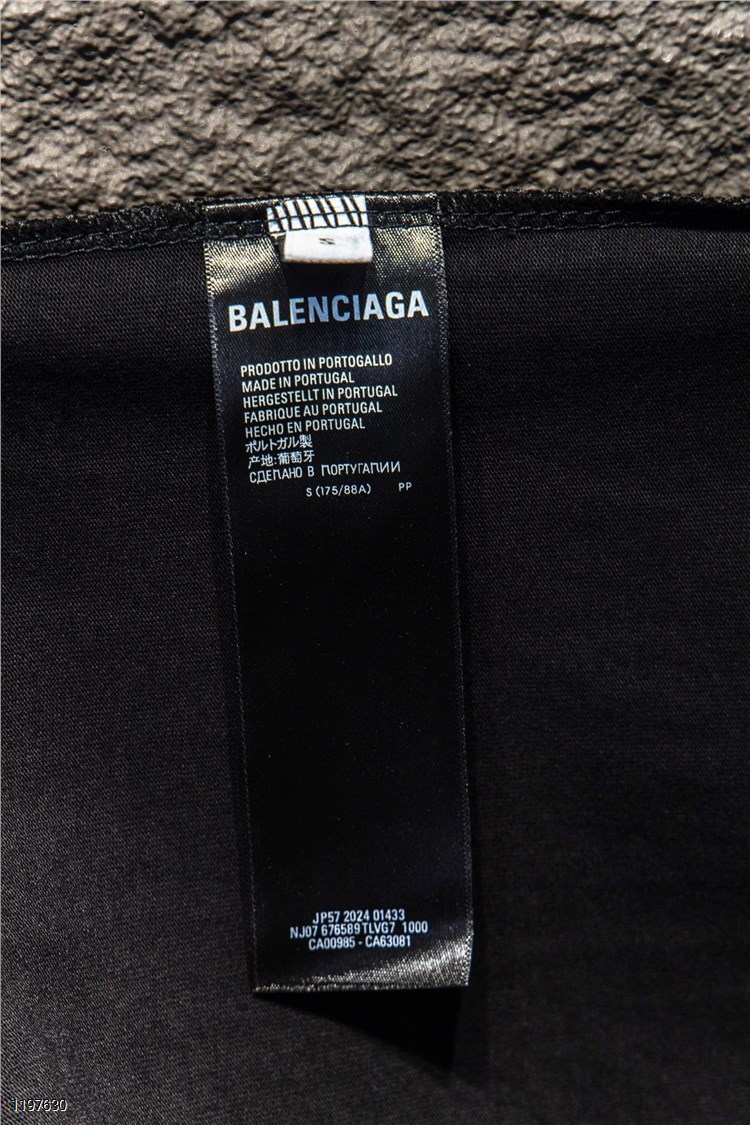 S
BALENCIAGA
PRODOTTO IN PORTOGALLO
MADE IN PORTUGAL
HERGESTELLT IN PORTUGAL
FABRIQUE AU PORTUGAL
HECHO EN PORTUGAL
ポルトガル製
产地:葡萄牙
СДЕЛАНО В ПОРТУГАЛИИ
S (175/88A) PP
JP57 2024 01433
NJ07 676589 TLVG7 1000
CA00985 - CA63081
1197630